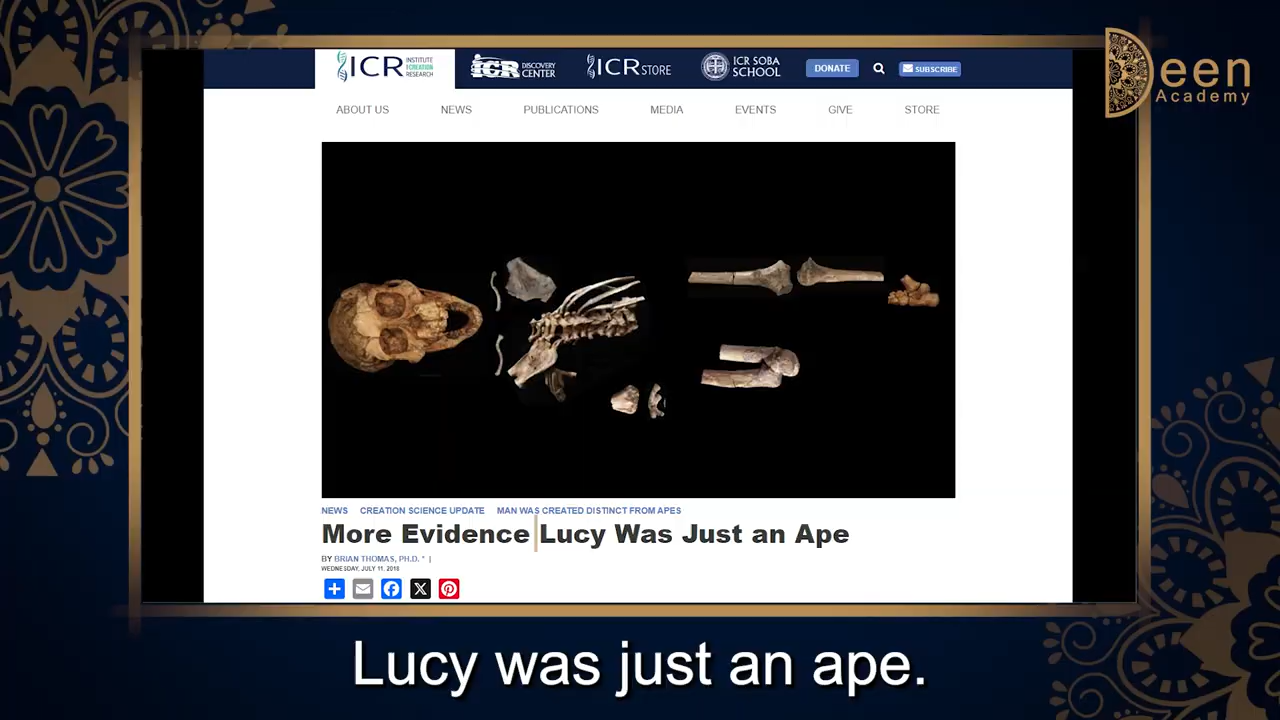 ICR INSTITUTE for CREATION RESEARCH
ICR DISCOVERY CENTER
ICR STORE
ICR SOBA SCHOOL
DONATE
SUBSCRIBE
Deen Academy
ABOUT US NEWS PUBLICATIONS MEDIA EVENTS GIVE STORE
NEWS CREATION SCIENCE UPDATE MAN WAS CREATED DISTINCT FROM APES
More Evidence Lucy Was Just an Ape
BY BRIAN THOMAS, PH.D. * |
WEDNESDAY, JULY 11, 2018
Lucy was just an ape.